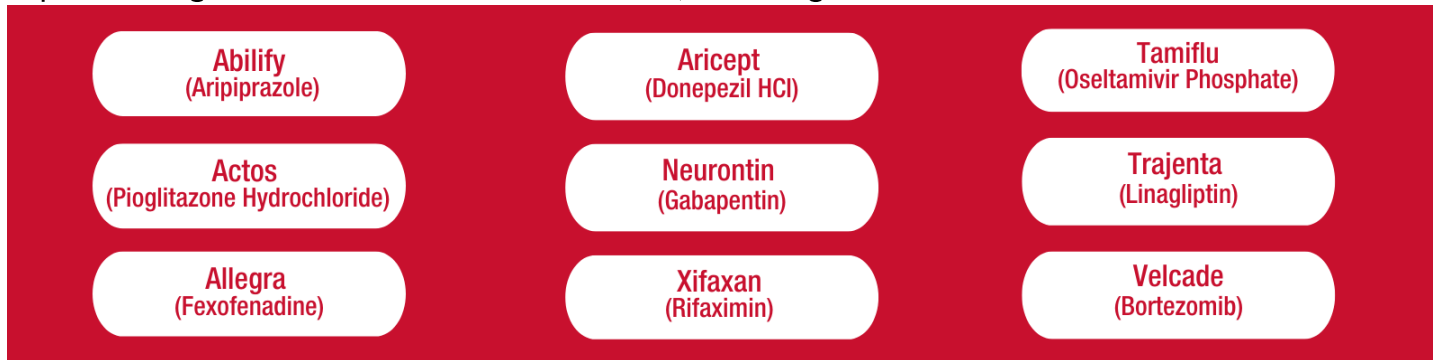 Abilify
(Aripiprazole)
Aricept
(Donepezil HCl)
Tamiflu
(Oseltamivir Phosphate)
Actos
(Pioglitazone Hydrochloride)
Neurontin
(Gabapentin)
Trajenta
(Linagliptin)
Allegra
(Fexofenadine)
Xifaxan
(Rifaximin)
Velcade
(Bortezomib)